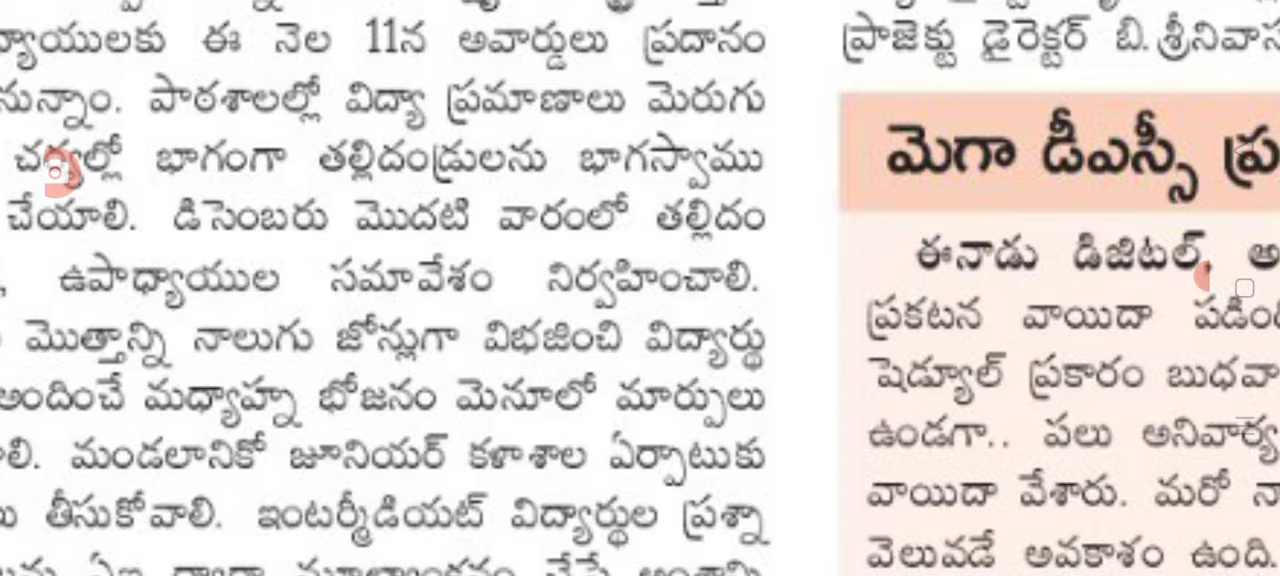 ఈ నెల 11న అవార్డులు ప్రదానం
పాఠశాలల్లో విద్యా ప్రమాణాలు మెరుగు
భాగంగా తల్లిదండ్రులను భాగస్వాము
చేయాలి. డిసెంబరు మొదటి వారంలో తల్లిదం
ఉపాధ్యాయుల సమావేశం నిర్వహించాలి.
మొత్తాన్ని నాలుగు జోన్లుగా విభజించి విద్యార్థు
అందించే మధ్యాహ్న భోజనం మెనూలో మార్పులు
మండలానికో జూనియర్ కళాశాల ఏర్పాటుకు
తీసుకోవాలి. ఇంటర్మీడియట్ విద్యార్థుల ప్రశ్నా
ప్రాజెక్టు డైరెక్టర్ బి. శ్రీనివాస
మెగా డీఎస్సీ ప్ర
ఈనాడు డిజిటల్, అ
ప్రకటన వాయిదా పడిం
షెడ్యూల్ ప్రకారం బుధవా
ఉండగా.. పలు అనివార్య
వాయిదా వేశారు. మరో నా
వెలువడే అవకాశం ఉంది.